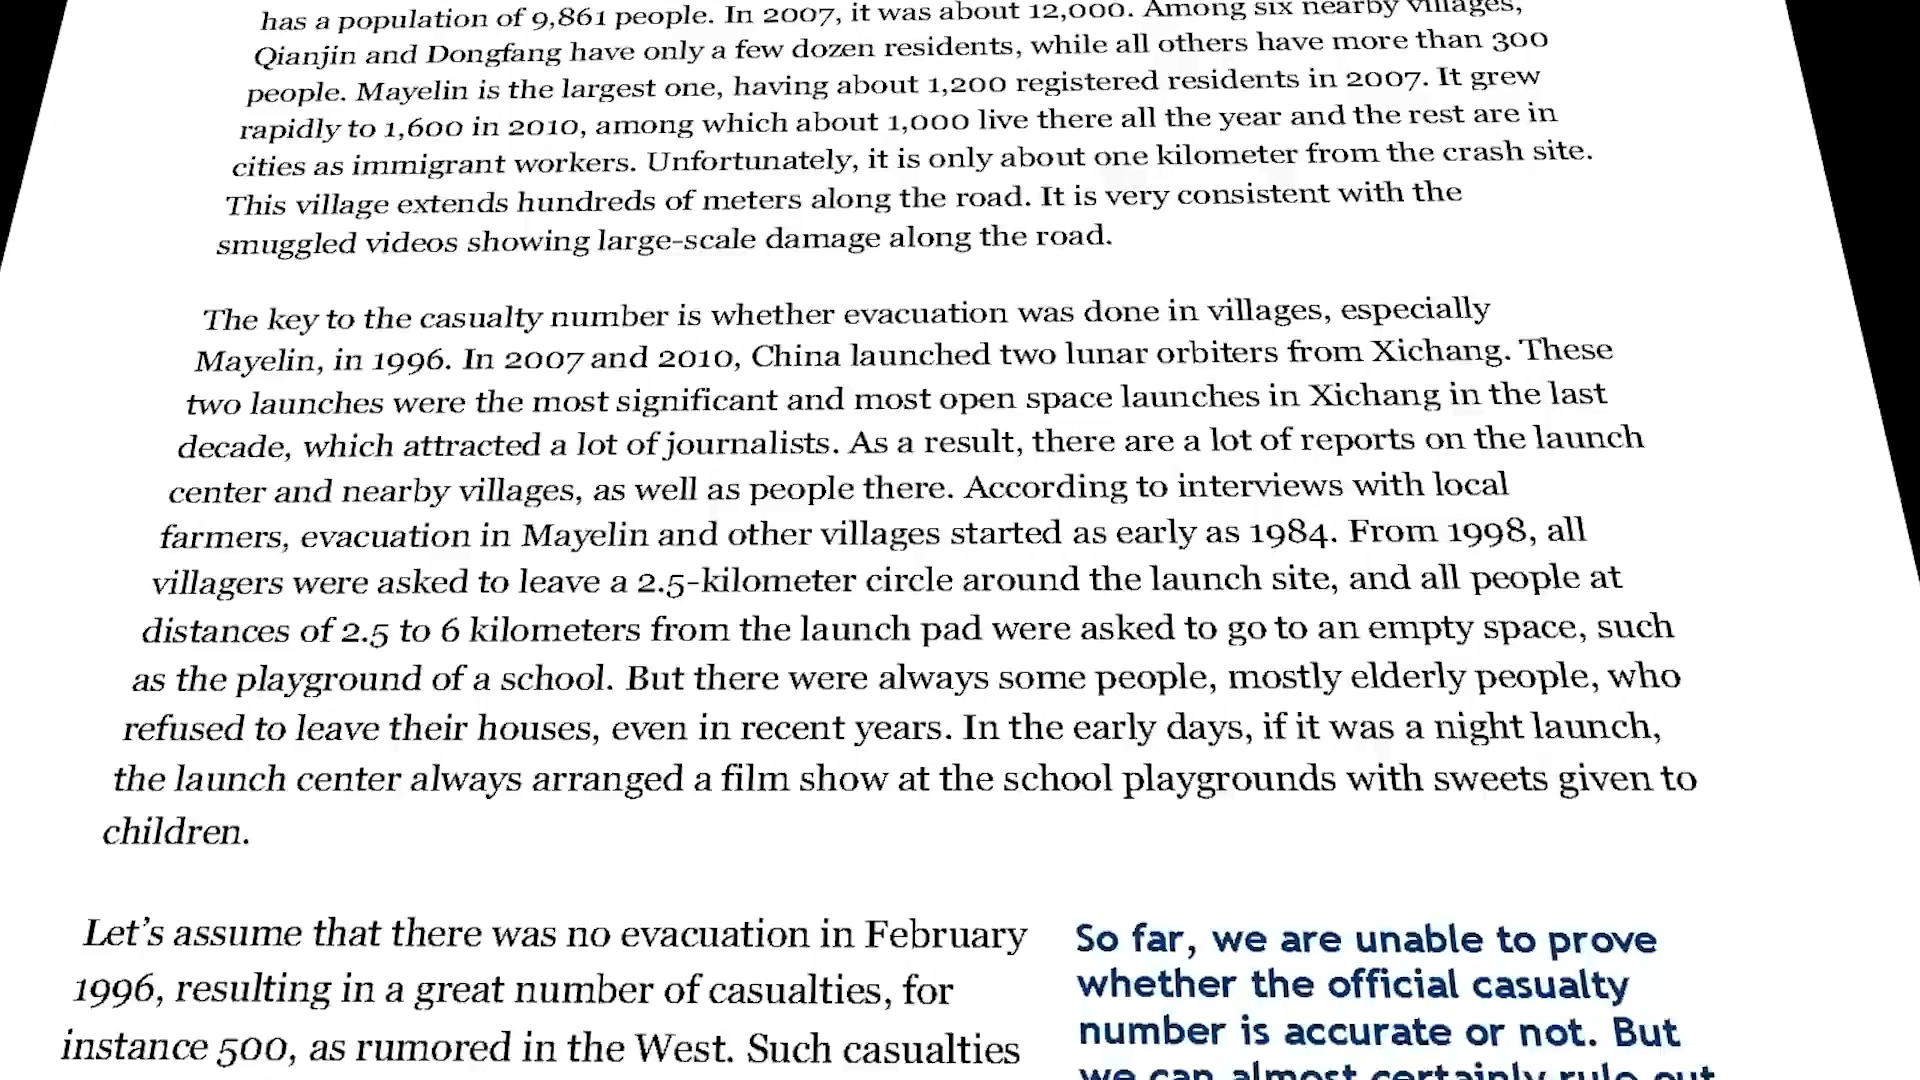 has a population of 9,861 people. In 2007, it was about 12,000. Among six nearby villages,
Qianjin and Dongfang have only a few dozen residents, while all others have more than 300
people. Mayelin is the largest one, having about 1,200 registered residents in 2007. It grew
rapidly to 1,600 in 2010, among which about 1,000 live there all the year and the rest are in
cities as immigrant workers. Unfortunately, it is only about one kilometer from the crash site.
This village extends hundreds of meters along the road. It is very consistent with the
smuggled videos showing large-scale damage along the road.
The key to the casualty number is whether evacuation was done in villages, especially
Mayelin, in 1996. In 2007 and 2010, China launched two lunar orbiters from Xichang. These
two launches were the most significant and most open space launches in Xichang in the last
decade, which attracted a lot of journalists. As a result, there are a lot of reports on the launch
center and nearby villages, as well as people there. According to interviews with local
farmers, evacuation in Mayelin and other villages started as early as 1984. From 1998, all
villagers were asked to leave a 2.5-kilometer circle around the launch site, and all people at
distances of 2.5 to 6 kilometers from the launch pad were asked to go to an empty space, such
as the playground of a school. But there were always some people, mostly elderly people, who
refused to leave their houses, even in recent years. In the early days, if it was a night launch,
the launch center always arranged a film show at the school playgrounds with sweets given to
children.
Let's assume that there was no evacuation in February
1996, resulting in a great number of casualties, for
instance 500, as rumored in the West. Such casualties
So far, we are unable to prove
whether the official casualty
number is accurate or not. But
we can almost certainly rule out